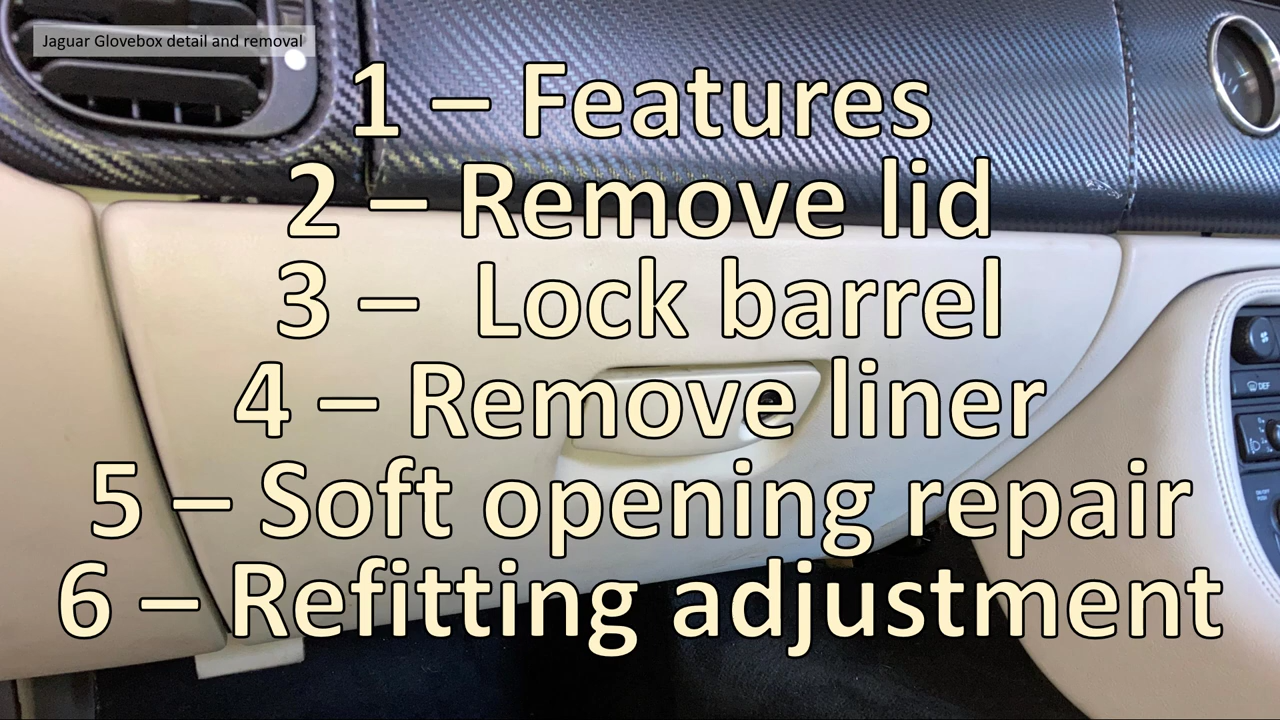 Jaguar Glovebox detail and removal
1 – Features
2 – Remove lid
3 –  Lock barrel
4 – Remove liner
5 – Soft opening repair
6 – Refitting adjustment
DEF